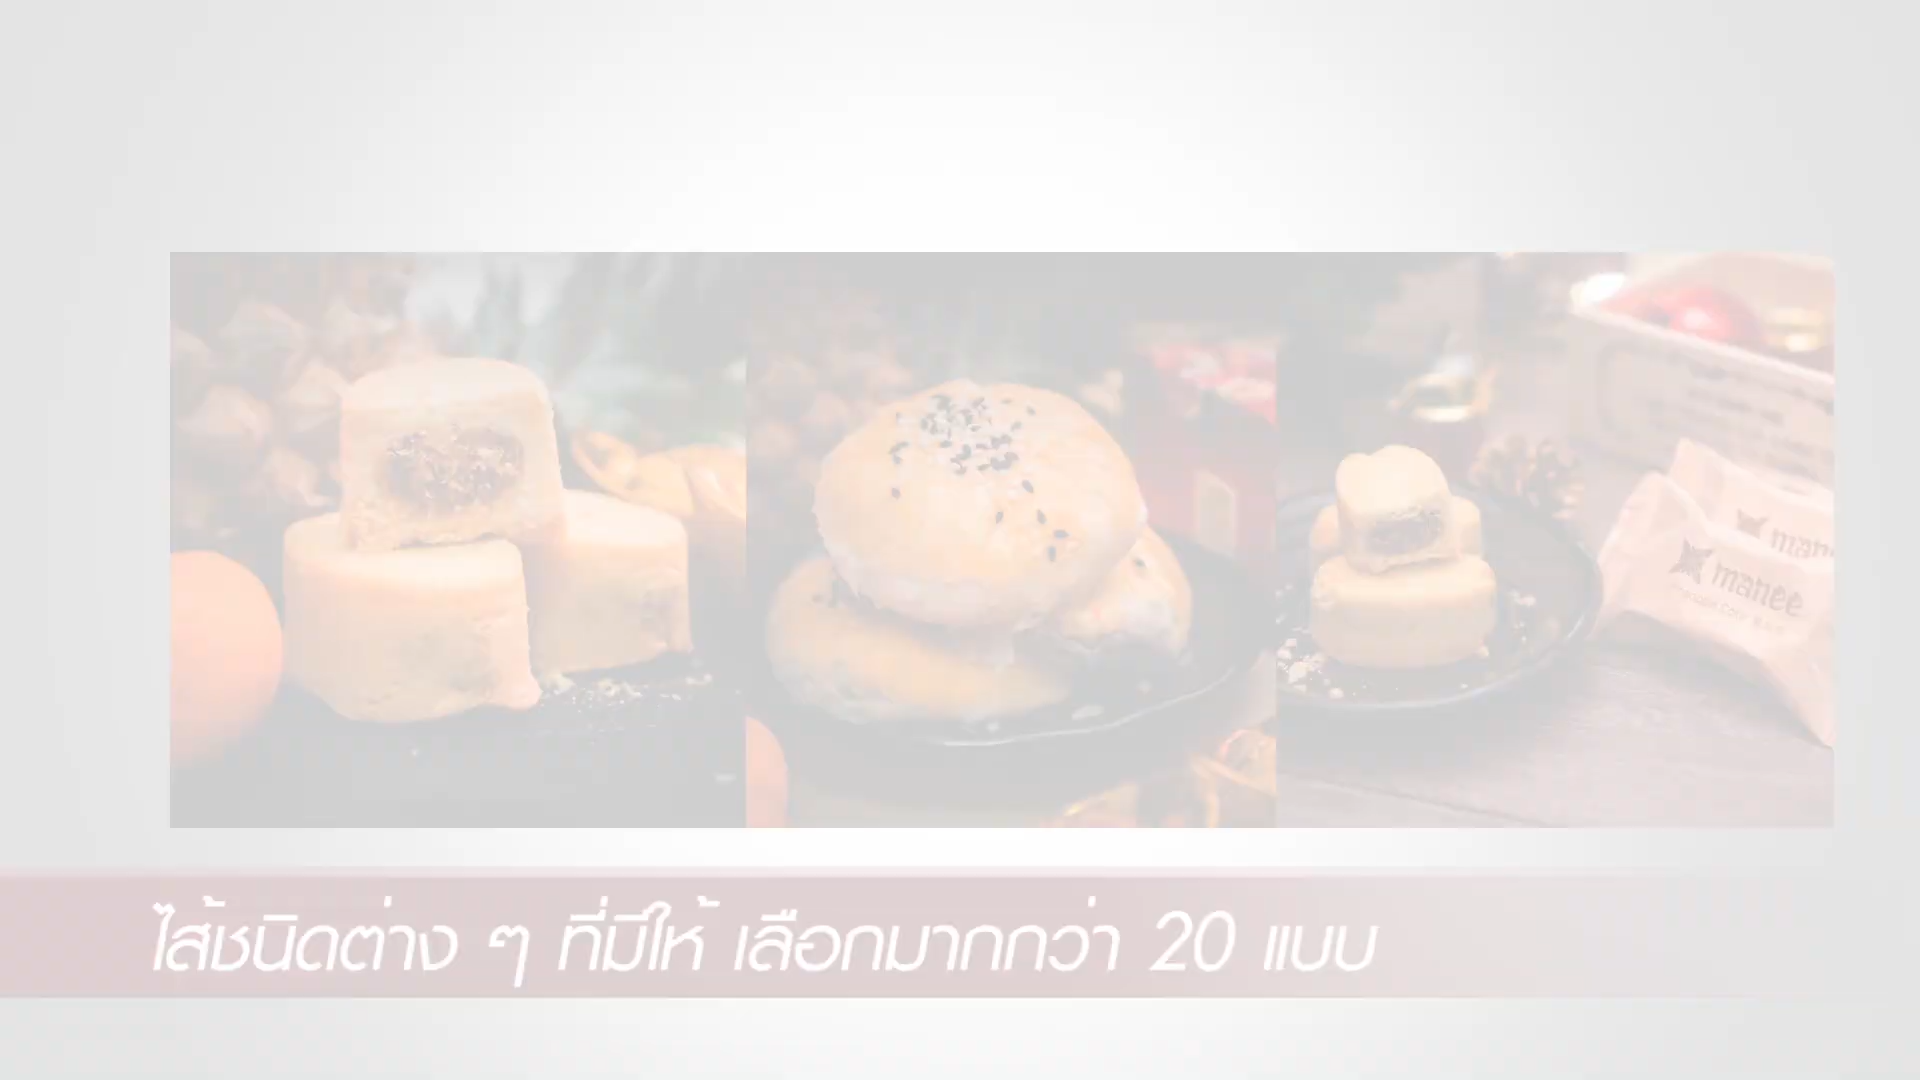 mane
manee
ไส้ชนิดต่าง ๆ ที่มีให้ เลือกมากกว่า 20 แบบ